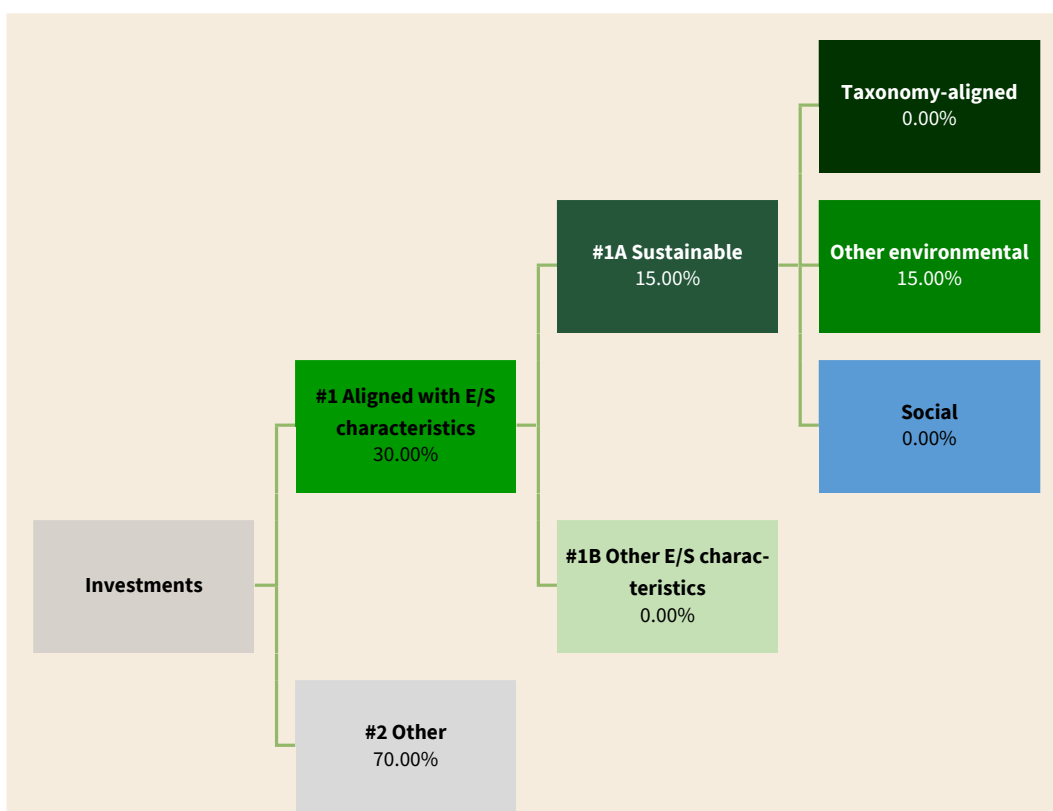 Taxonomy-aligned
0.00%
#1A Sustainable
15.00%
Other environmental
15.00%
#1 Aligned with E/S
characteristics
30.00%
Social
0.00%
Investments
#1B Other E/S charac-
teristics
0.00%
#2 Other
70.00%